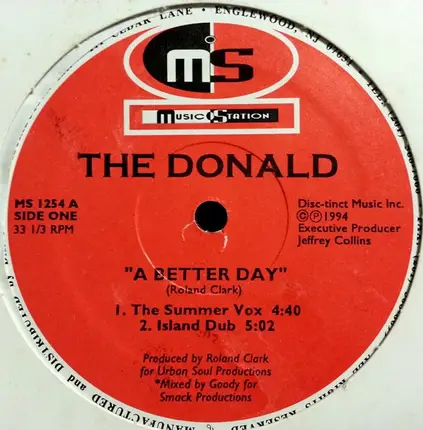 CEDAR LANE • ENGLEWOOD, NJ 07631
mS
MUSIC STATION
THE DONALD
MS 1254 A
SIDE ONE
33 1/3 RPM
Disc-tinct Music Inc.
©℗1994
Executive Producer
Jeffrey Collins
"A BETTER DAY"
(Roland Clark)
1. The Summer Vox 4:40
2. Island Dub 5:02
Produced by Roland Clark
for Urban Soul Productions
*Mixed by Goody for
Smack Productions
RIGHTS RESERVED
MANUFACTURED and DISTRIBUTED